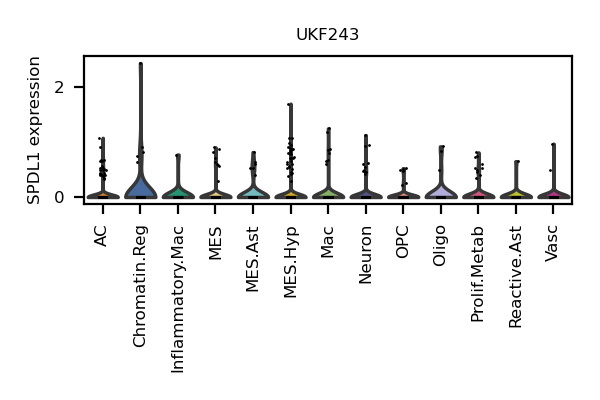 UKF243
SPDL1 expression
2
0
AC
Chromatin.Reg
Inflammatory.Mac
MES
MES.Ast
MES.Hyp
Mac
Neuron
OPC
Oligo
Prolif.Metab
Reactive.Ast
Vasc